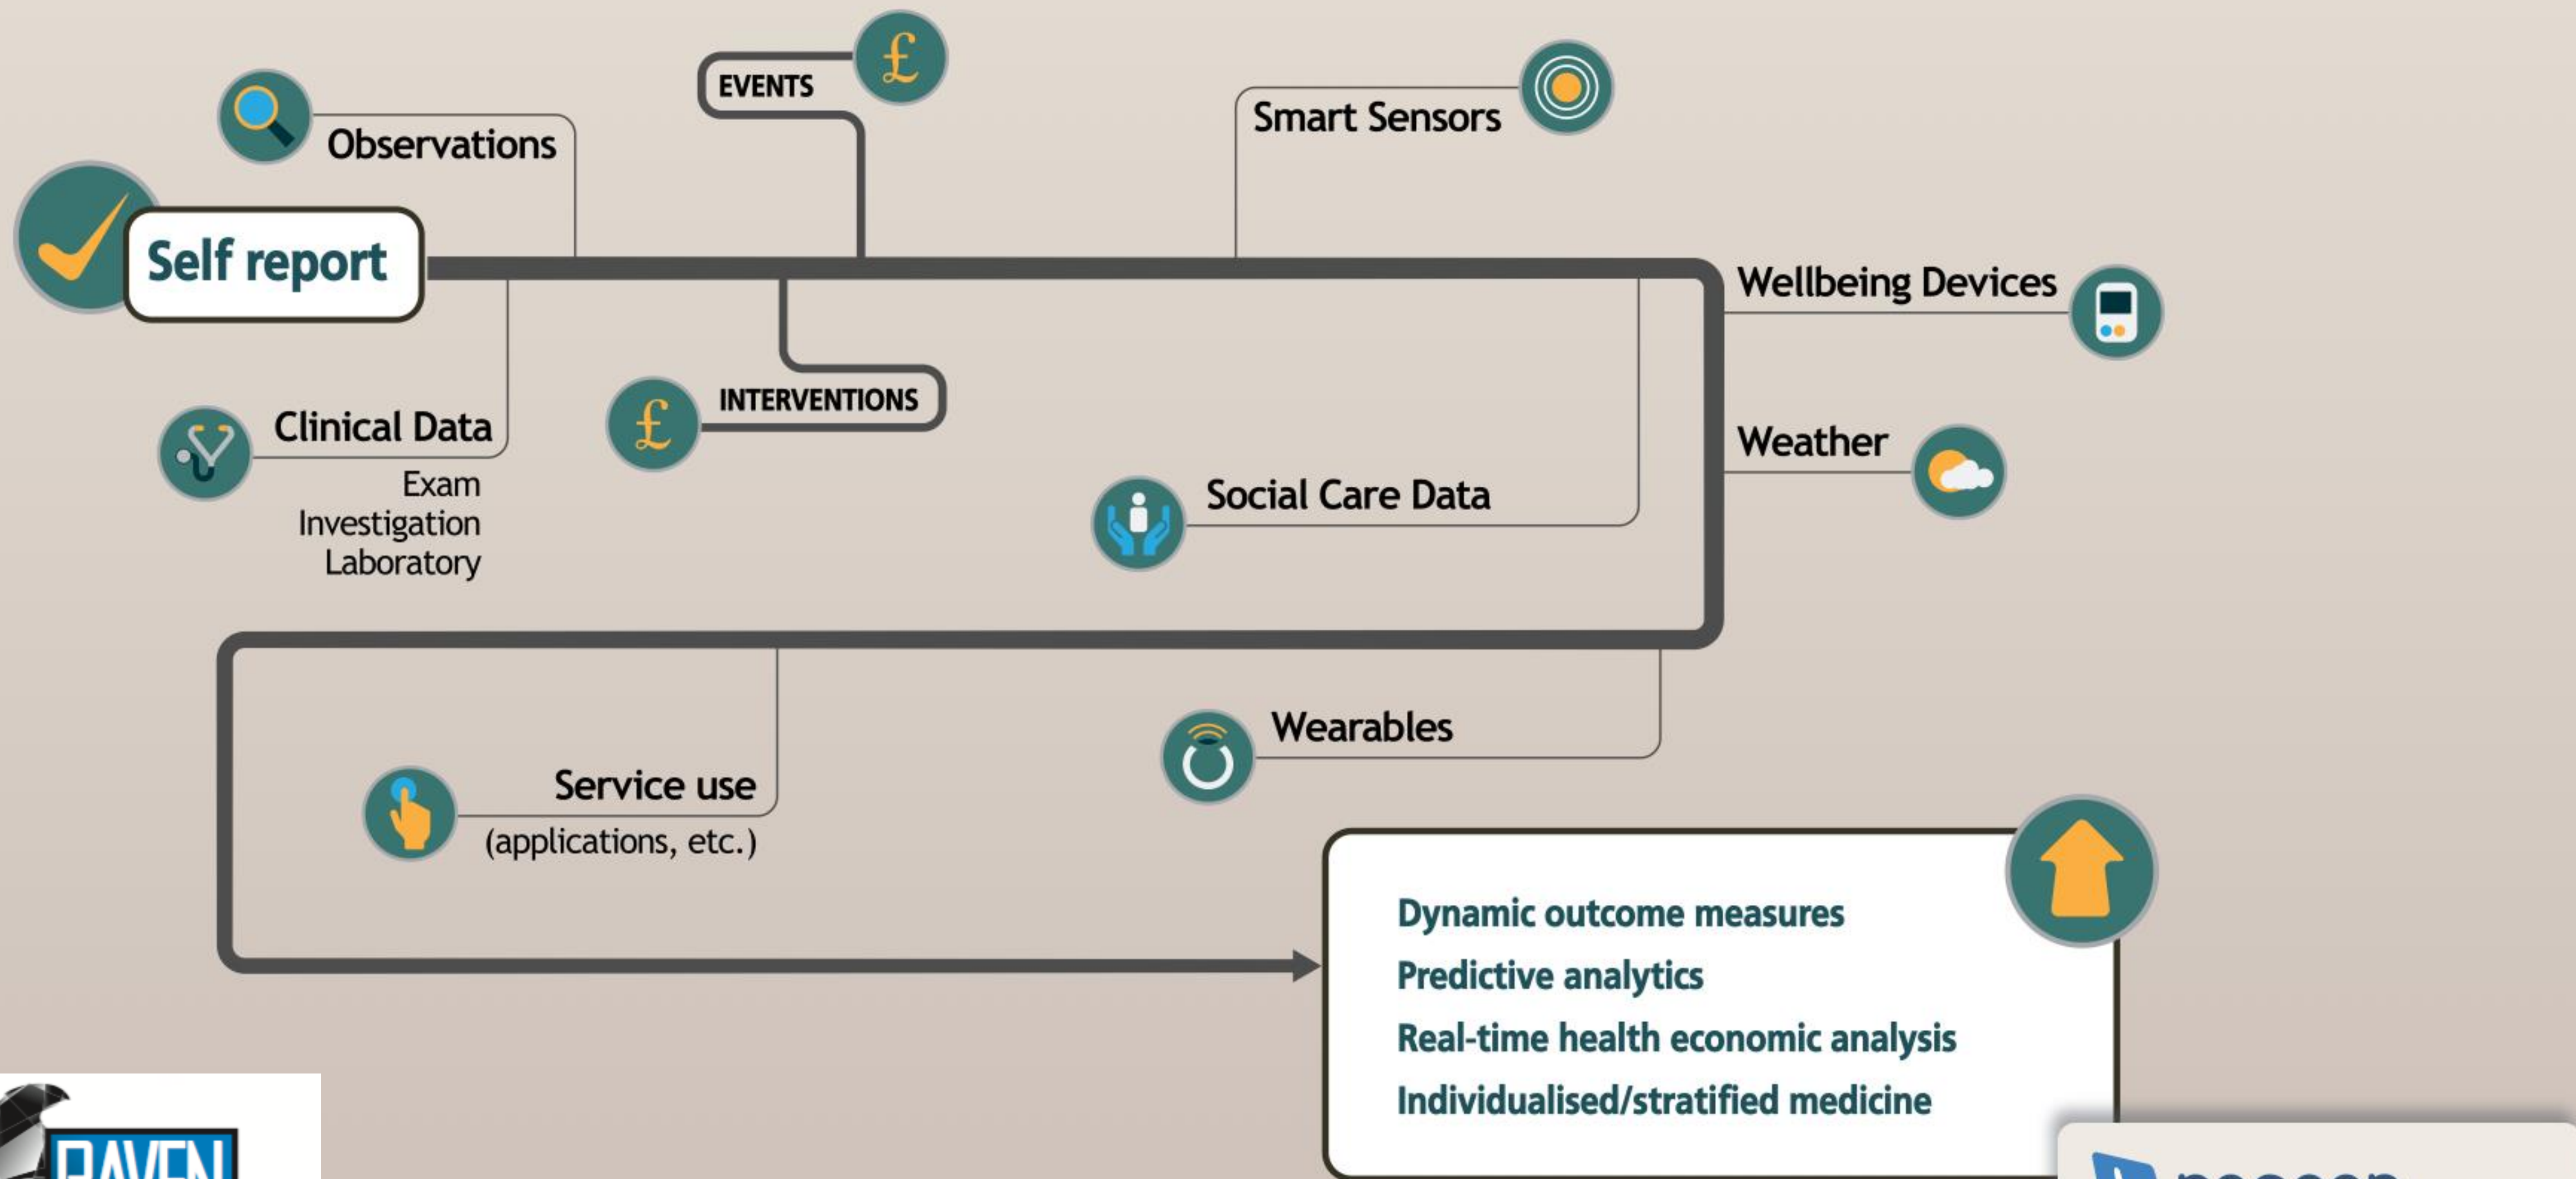 EVENTS
£
Smart Sensors
Observations
Self report
Wellbeing Devices
INTERVENTIONS
£
Clinical Data
Exam
Investigation
Laboratory
Weather
Social Care Data
Wearables
Service use
(applications, etc.)
Dynamic outcome measures
Predictive analytics
Real-time health economic analysis
Individualised/stratified medicine
RAVEN